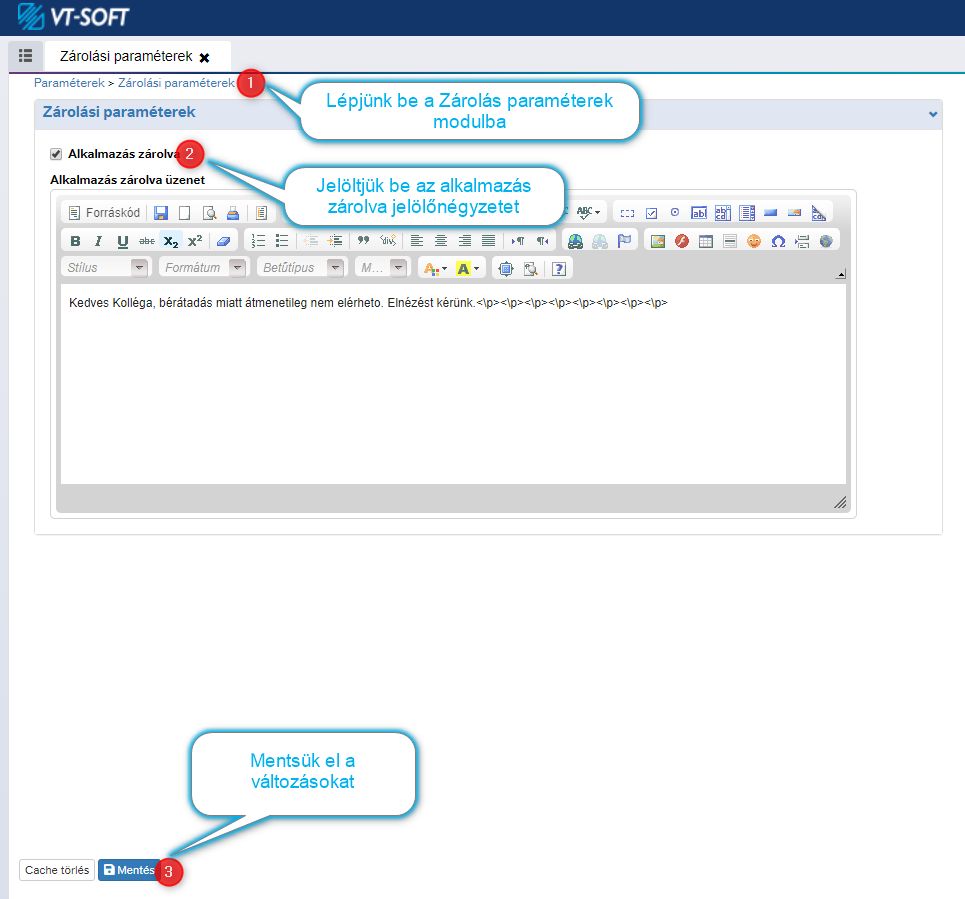 VT-SOFT
Zárolási paraméterek
Paraméterek > Zárolási paraméterek
1
Lépjünk be a Zárolás paraméterek
modulba
Zárolási paraméterek
Alkalmazás zárolva
2
Alkalmazás zárolva üzenet
Jelöltjük be az alkalmazás
zárolva jelölőnégyzetet
Forráskód
Stílus
Formátum
Betűtípus
M...
Kedves Kolléga, bérátadás miatt átmenetileg nem elérheto. Elnézést kérünk.<\p><\p><\p><\p><\p><\p><\p><\p>
Mentsük el a
változásokat
Cache törlés
Mentés
3